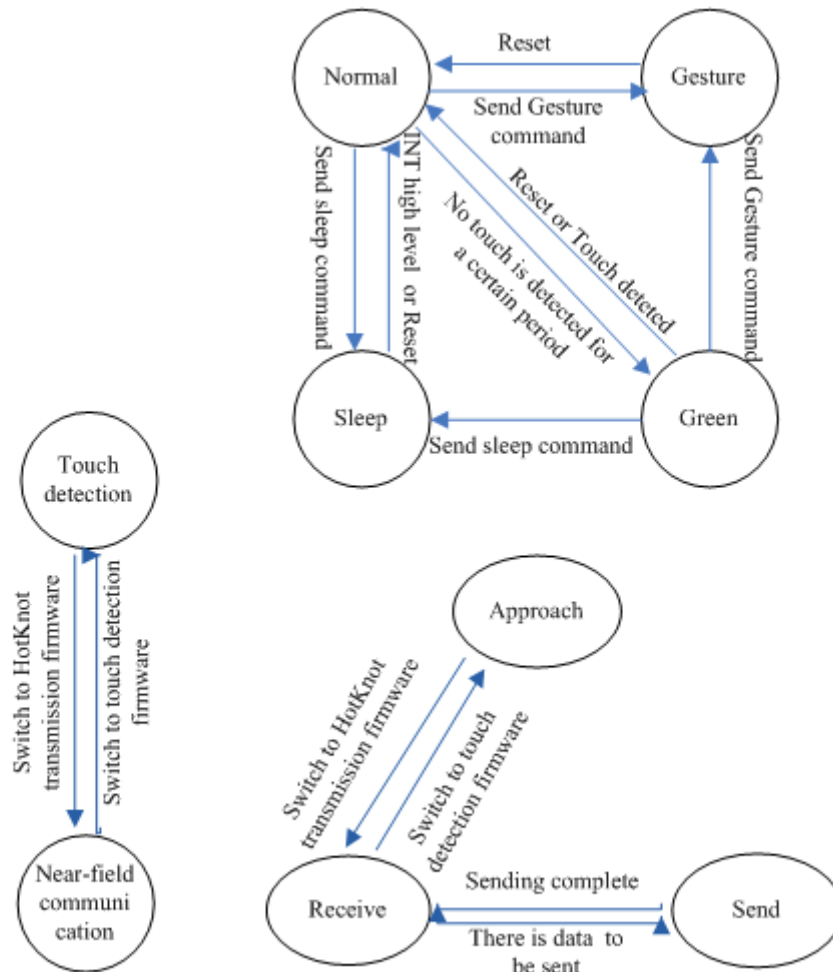 Reset
Normal
Gesture
Send Gesture
command
Send sleep command
INT high level or Reset
Reset or Touch deteted
No touch is detected for
a certain period
Send Gesture command
Sleep
Green
Send sleep command
Touch
detection
Switch to HotKnot
transmission firmware
Switch to touch detection
firmware
Near-field
communi
cation
Approach
Switch to HotKnot
transmission firmware
Switch to touch
detection firmware
Receive
Sending complete
Send
There is data to
be sent